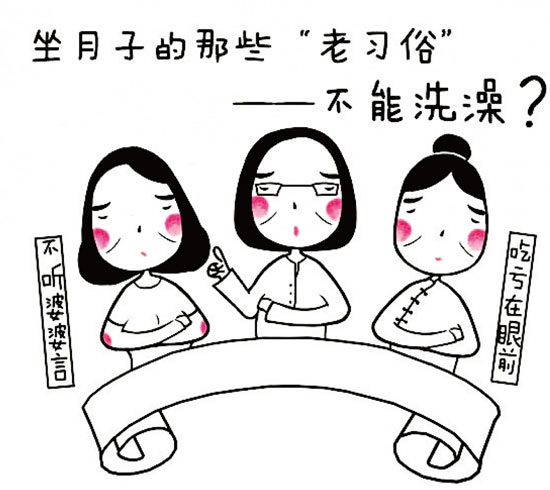 坐月子的那些“老习俗”
——不能洗澡？
不听婆婆言
吃亏在眼前